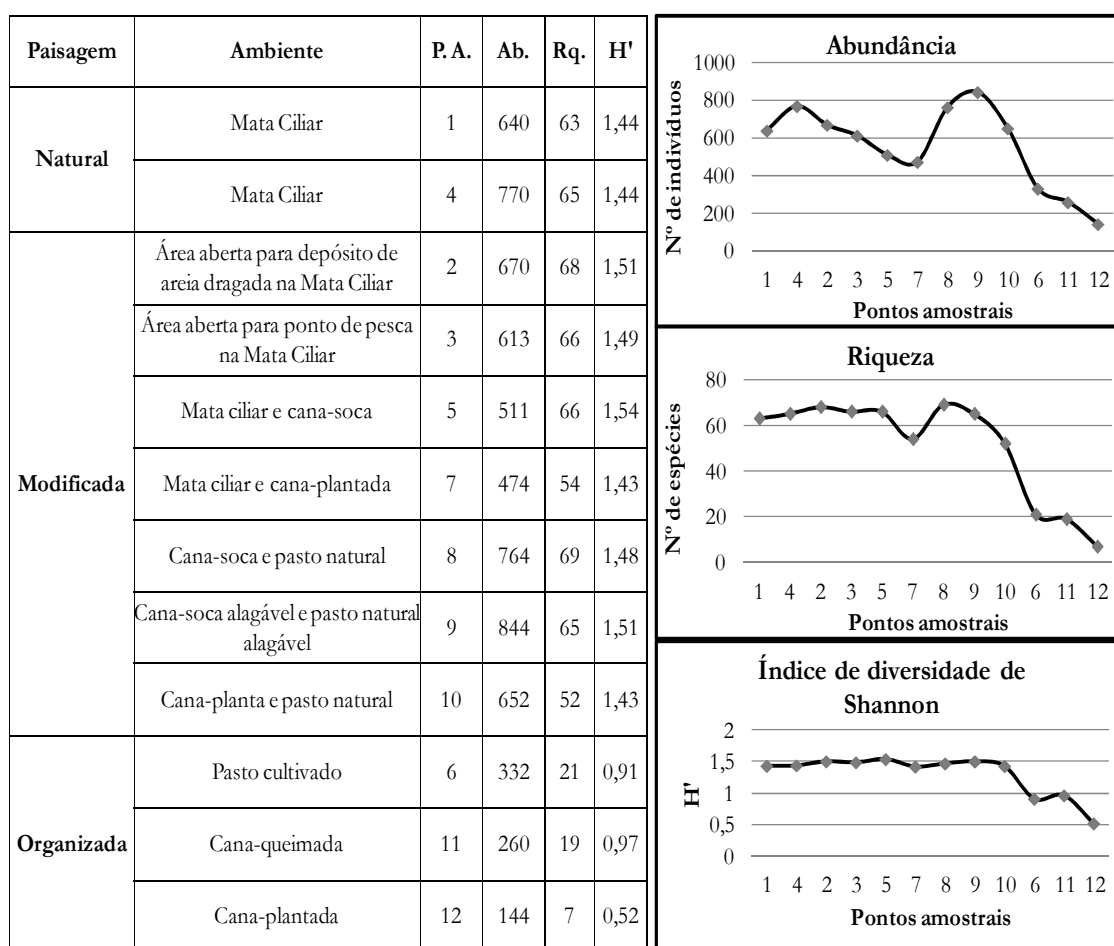 Paisagem Ambiente P. A. Ab. Rq. H'
Natural
Mata Ciliar 1 640 63 1,44
Mata Ciliar 4 770 65 1,44
Modificada
Área aberta para depósito de
areia dragada na Mata Ciliar
2 670 68 1,51
Área aberta para ponto de pesca
na Mata Ciliar
3 613 66 1,49
Mata ciliar e cana-soca 5 511 66 1,54
Mata ciliar e cana-plantada 7 474 54 1,43
Cana-soca e pasto natural 8 764 69 1,48
Cana-soca alagável e pasto natural
alagável
9 844 65 1,51
Cana-planta e pasto natural 10 652 52 1,43
Organizada
Pasto cultivado 6 332 21 0,91
Cana-queimada 11 260 19 0,97
Cana-plantada 12 144 7 0,52
Abundância
Nº de indivíduos
1000
800
600
400
200
0
1 4 2 3 5 7 8 9 10 6 11 12
Pontos amostrais
Riqueza
Nº de espécies
80
60
40
20
0
1 4 2 3 5 7 8 9 10 6 11 12
Pontos amostrais
Índice de diversidade de
Shannon
H'
2
1,5
1
0,5
0
1 4 2 3 5 7 8 9 10 6 11 12
Pontos amostrais